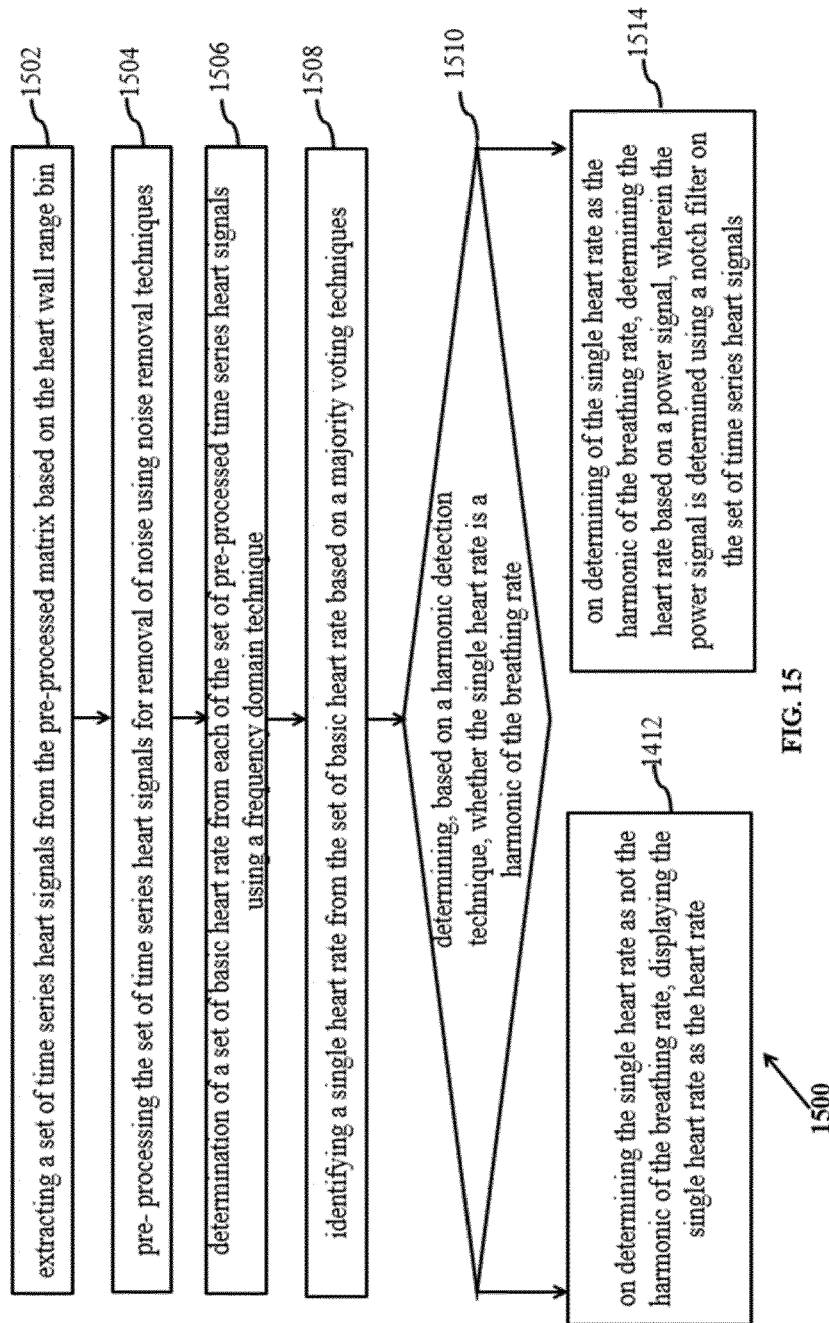 extracting a set of time series heart signals from the pre-processed matrix based on the heart wall range bin
1502
pre- processing the set of time series heart signals for removal of noise using noise removal techniques
1504
determination of a set of basic heart rate from each of the set of pre-processed time series heart signals
using a frequency domain technique
1506
identifying a single heart rate from the set of basic heart rate based on a majority voting techniques
1508
determining, based on a harmonic detection
technique, whether the single heart rate is a
harmonic of the breathing rate
1510
on determining the single heart rate as not the
harmonic of the breathing rate, displaying the
single heart rate as the heart rate
1412
on determining of the single heart rate as the
harmonic of the breathing rate, determining the
heart rate based on a power signal, wherein the
power signal is determined using a notch filter on
the set of time series heart signals
1514
1500
FIG. 15